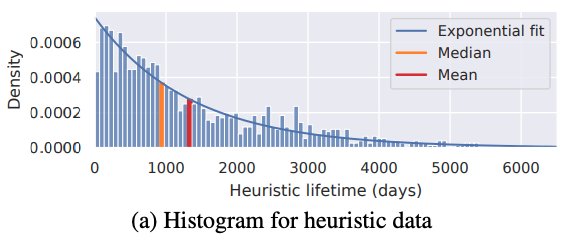 Exponential fit
Median
Mean
Density
0.0006
0.0004
0.0002
0.0000
0 1000 2000 3000 4000 5000 6000
Heuristic lifetime (days)
(a) Histogram for heuristic data